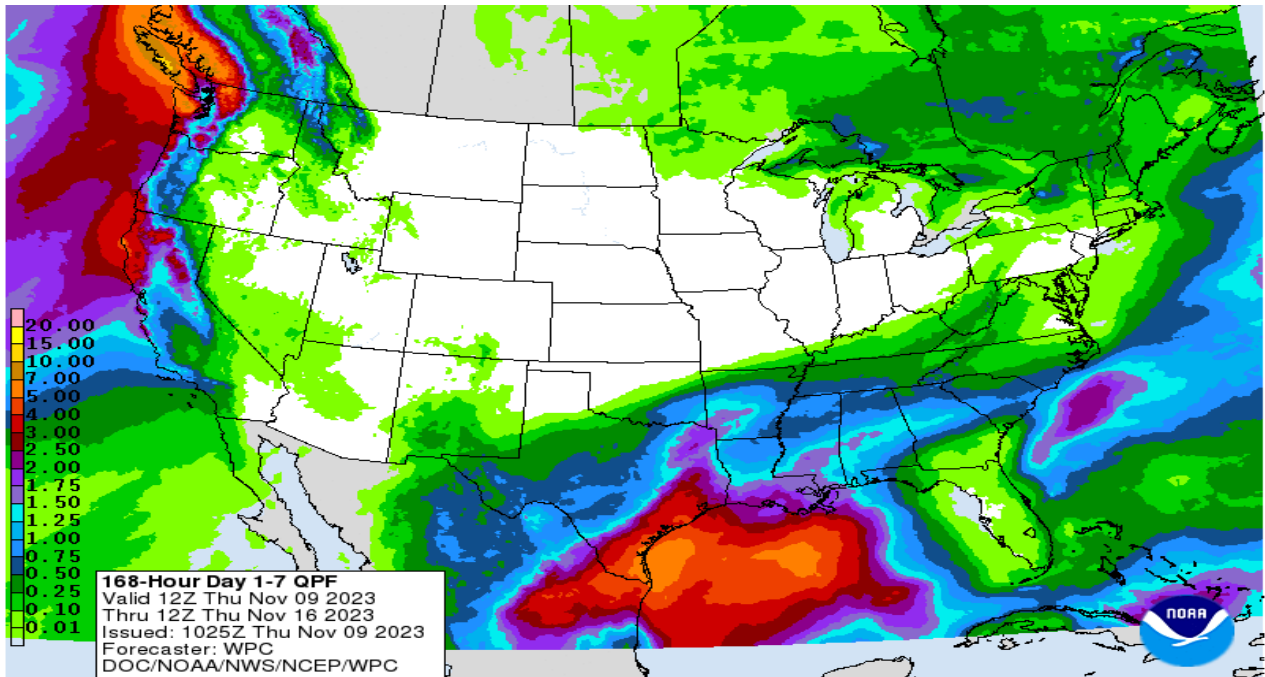 20.00
15.00
10.00
7.00
5.00
4.00
3.00
2.50
2.00
1.75
1.50
1.25
1.00
0.75
0.50
0.25
0.10
0.01
168-Hour Day 1-7 QPF
Valid 12Z Thu Nov 09 2023
Thru 12Z Thu Nov 16 2023
Issued: 1025Z Thu Nov 09 2023
Forecaster: WPC
DOC/NOAA/NWS/NCEP/WPC
NOAA